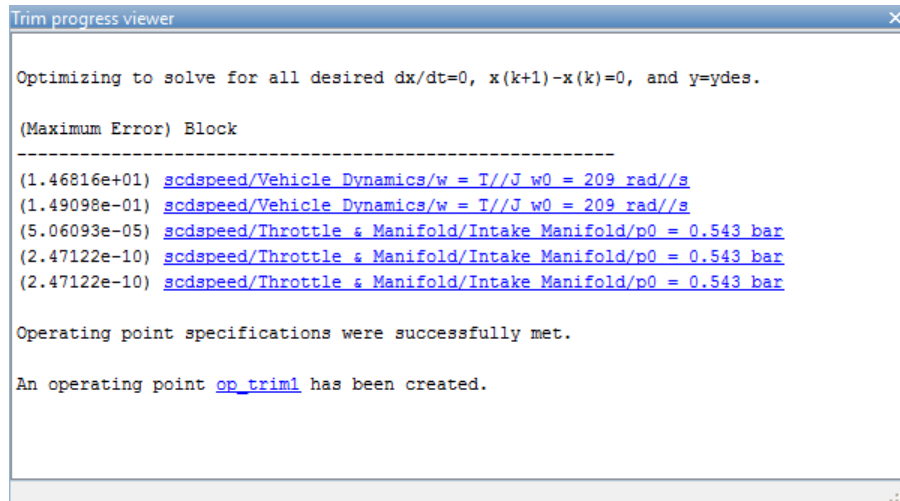 Trim progress viewer
Optimizing to solve for all desired dx/dt=0, x(k+1)-x(k)=0, and y=ydes.
(Maximum Error) Block
----------------------------------------------------------
(1.46816e+01) scdspeed/Vehicle Dynamics/w = T//J w0 = 209 rad//s
(1.49098e-01) scdspeed/Vehicle Dynamics/w = T//J w0 = 209 rad//s
(5.06093e-05) scdspeed/Throttle & Manifold/Intake Manifold/p0 = 0.543 bar
(2.47122e-10) scdspeed/Throttle & Manifold/Intake Manifold/p0 = 0.543 bar
(2.47122e-10) scdspeed/Throttle & Manifold/Intake Manifold/p0 = 0.543 bar
Operating point specifications were successfully met.
An operating point op_trim1 has been created.